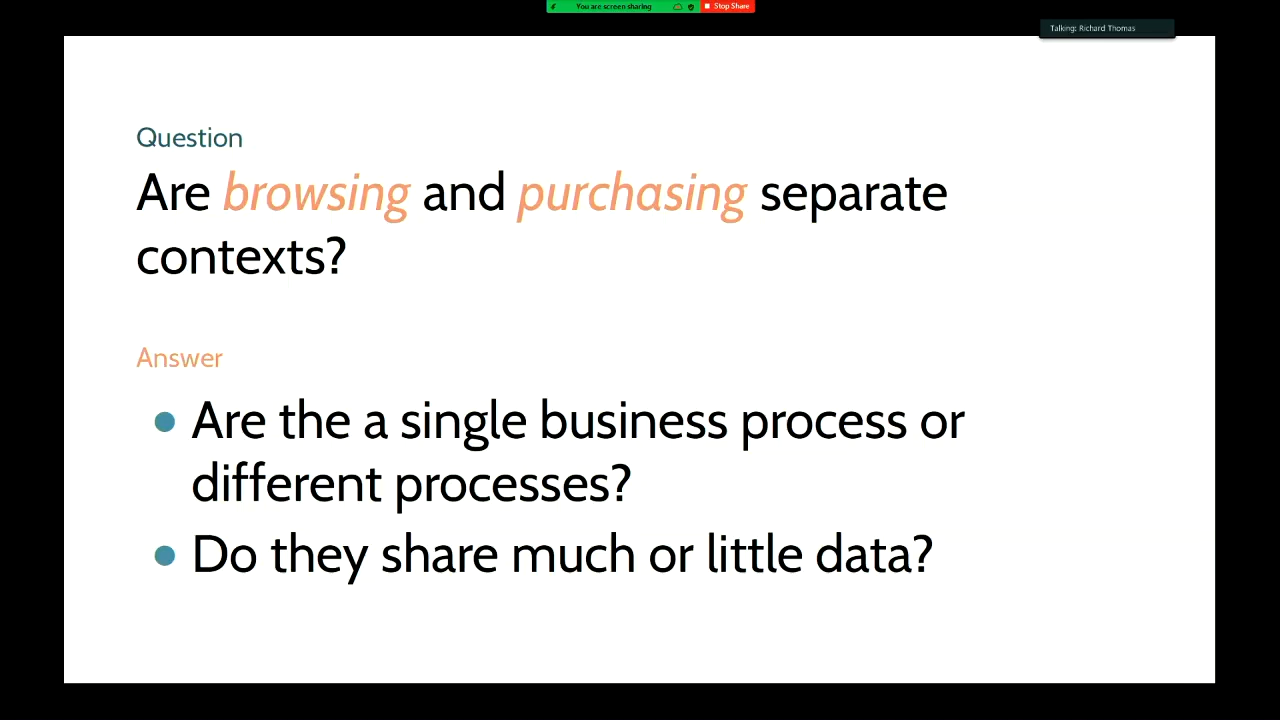 You are screen sharing
Stop Share
Talking: Richard Thomas
Question
Are browsing and purchasing separate
contexts?
Answer
Are the a single business process or
different processes?
Do they share much or little data?